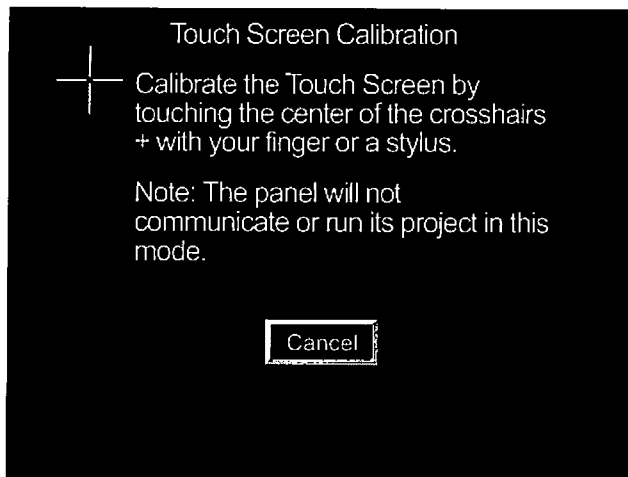 Touch Screen Calibration
Calibrate the Touch Screen by
touching the center of the crosshairs
+ with your finger or a stylus.
Note: The panel will not
communicate or run its project in this
mode.
Cancel